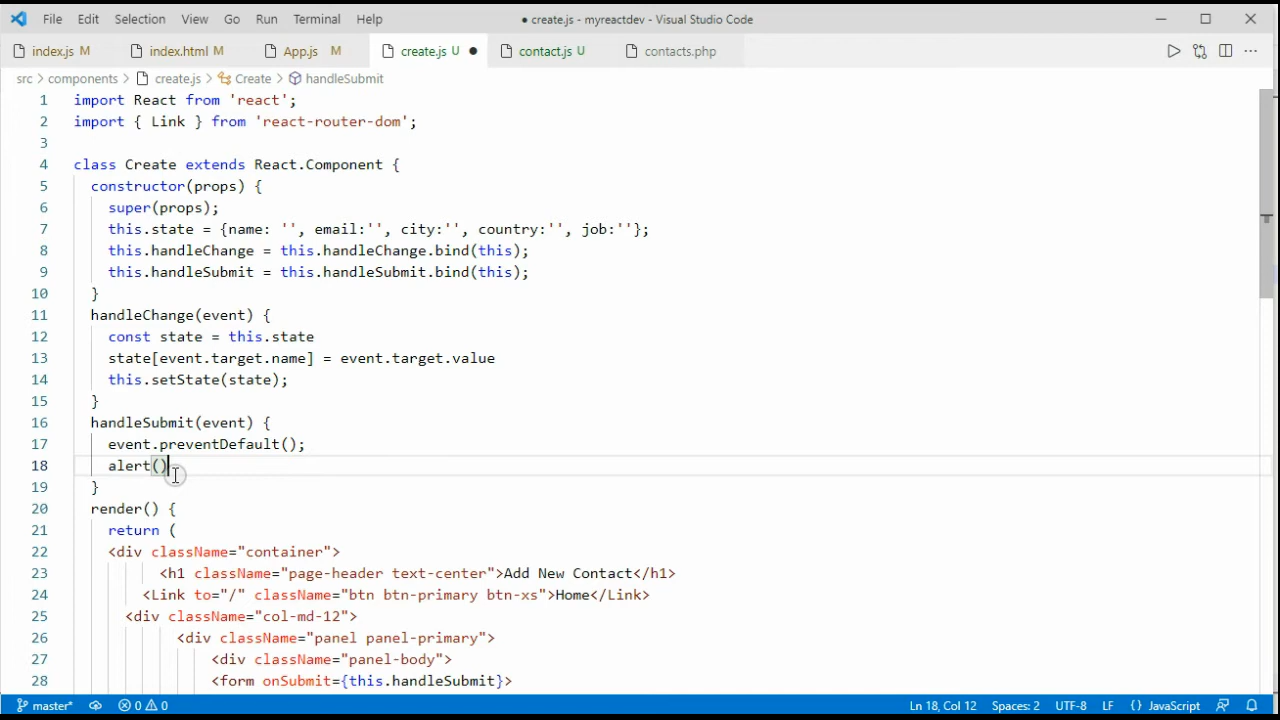 File Edit Selection View Go Run Terminal Help ● create.js - myreactdev - Visual Studio Code
index.js M index.html M App.js M create.js U ● contact.js U contacts.php
src > components > create.js > Create > handleSubmit
1 import React from 'react';
2 import { Link } from 'react-router-dom';
3
4 class Create extends React.Component {
5 constructor(props) {
6 super(props);
7 this.state = {name: '', email:'', city:'', country:'', job:''};
8 this.handleChange = this.handleChange.bind(this);
9 this.handleSubmit = this.handleSubmit.bind(this);
10 }
11 handleChange(event) {
12 const state = this.state
13 state[event.target.name] = event.target.value
14 this.setState(state);
15 }
16 handleSubmit(event) {
17 event.preventDefault();
18 alert()
19 }
20 render() {
21 return (
22 <div className="container">
23 <h1 className="page-header text-center">Add New Contact</h1>
24 <Link to="/" className="btn btn-primary btn-xs">Home</Link>
25 <div className="col-md-12">
26 <div className="panel panel-primary">
27 <div className="panel-body">
28 <form onSubmit={this.handleSubmit}>
master* 0 0 Ln 18, Col 12 Spaces: 2 UTF-8 LF {} JavaScript